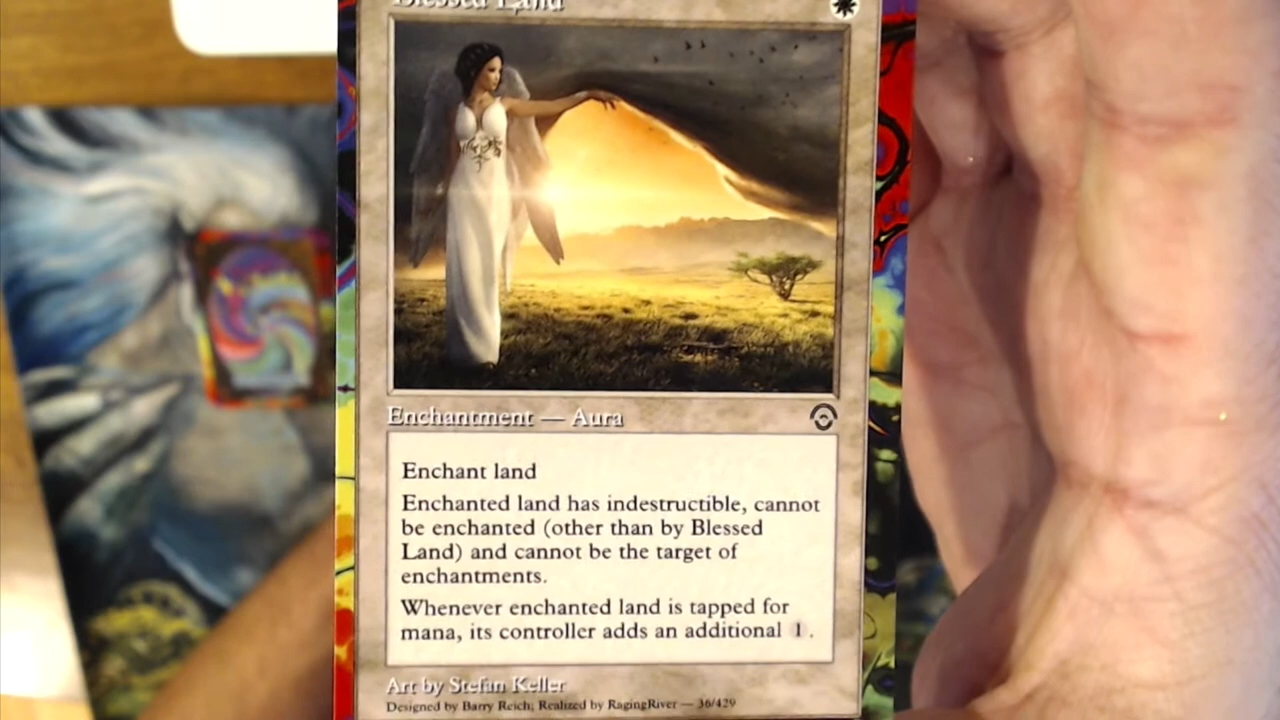 Blessed Land
Enchantment — Aura
Enchant land
Enchanted land has indestructible, cannot
be enchanted (other than by Blessed
Land) and cannot be the target of
enchantments.
Whenever enchanted land is tapped for
mana, its controller adds an additional 1 .
Art by Stefan Keller
Designed by Barry Reich; Realized by RagingRiver — 36/429